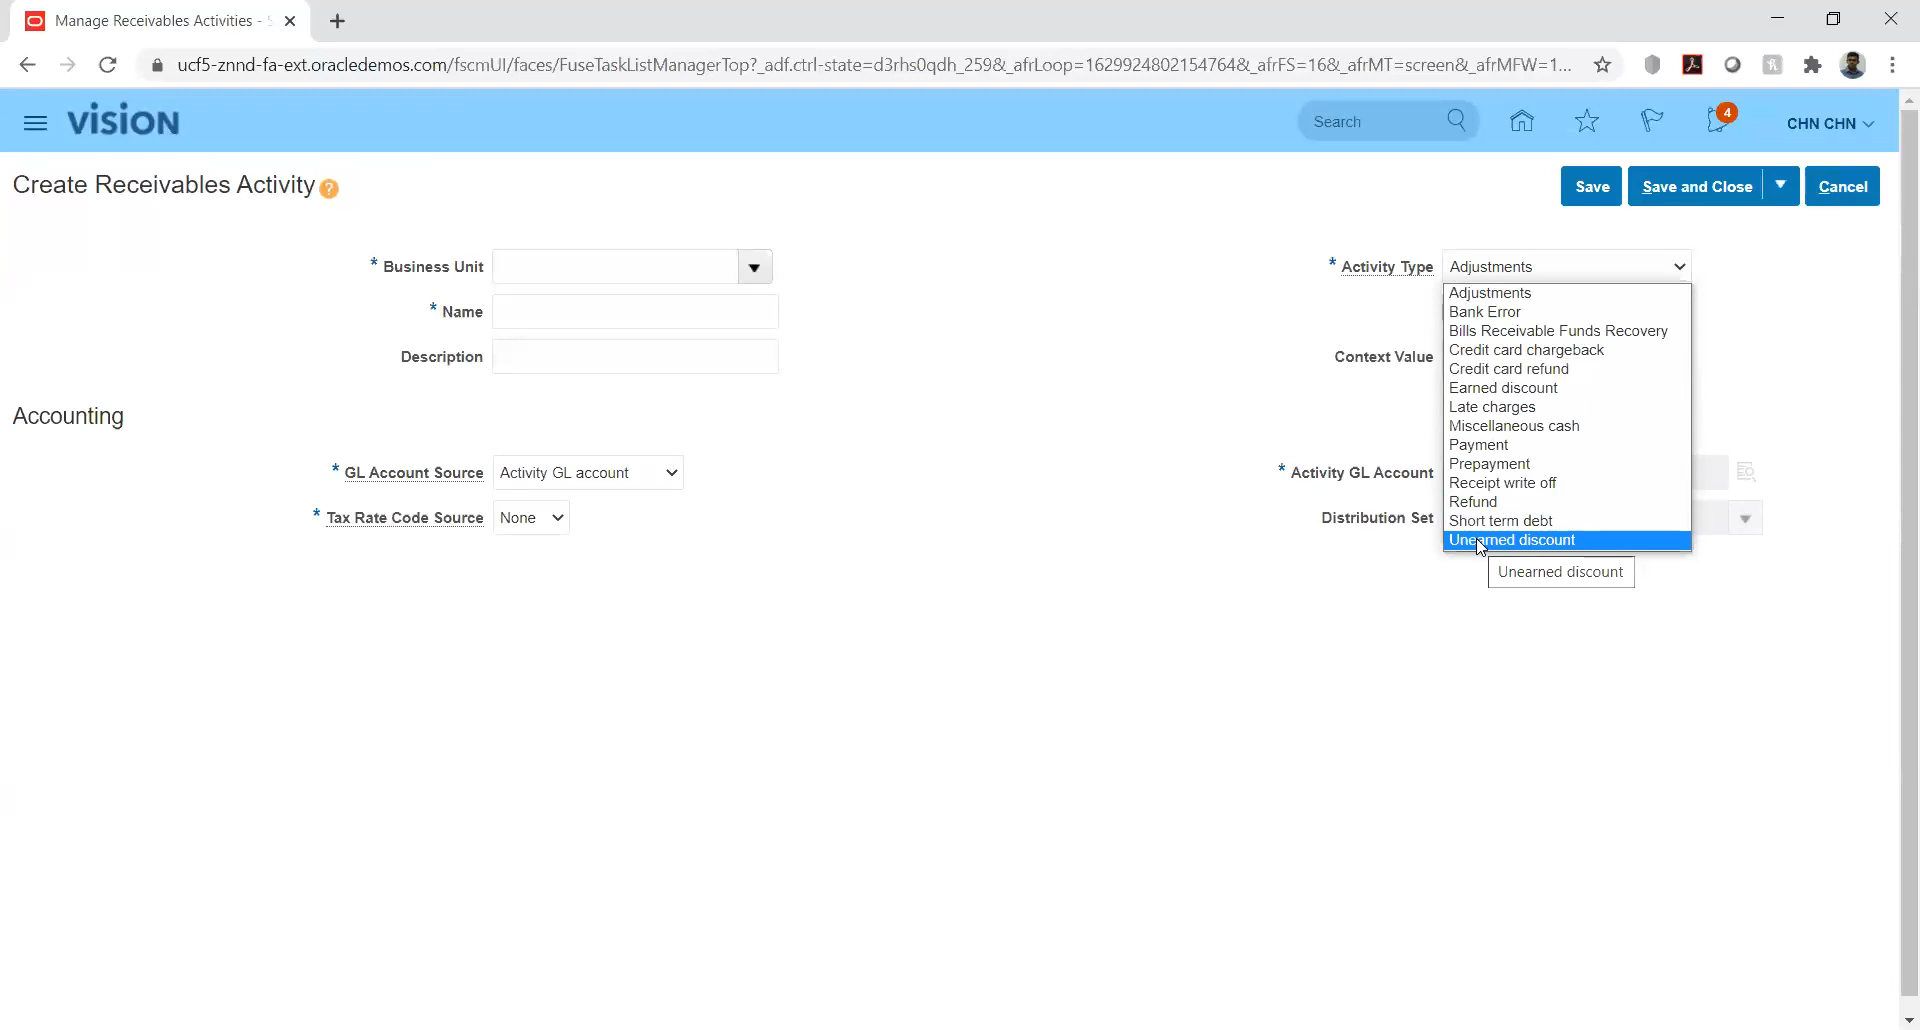 Manage Receivables Activities -
ucf5-znnd-fa-ext.oracledemos.com/fscmUI/faces/FuseTaskListManagerTop?_adf.ctrl-state=d3rhs0qdh_259&_afrLoop=1629924802154764&_afrFS=16&_afrMT=screen&_afrMFW=1...
vision
Search
4
CHN CHN
Create Receivables Activity ?
Save
Save and Close
Cancel
* Business Unit
* Activity Type Adjustments
* Name
Description
Context Value
Adjustments
Bank Error
Bills Receivable Funds Recovery
Credit card chargeback
Credit card refund
Earned discount
Late charges
Miscellaneous cash
Payment
Prepayment
Receipt write off
Refund
Short term debt
Unearned discount
Unearned discount
Accounting
* GL Account Source Activity GL account
* Activity GL Account
* Tax Rate Code Source None
Distribution Set